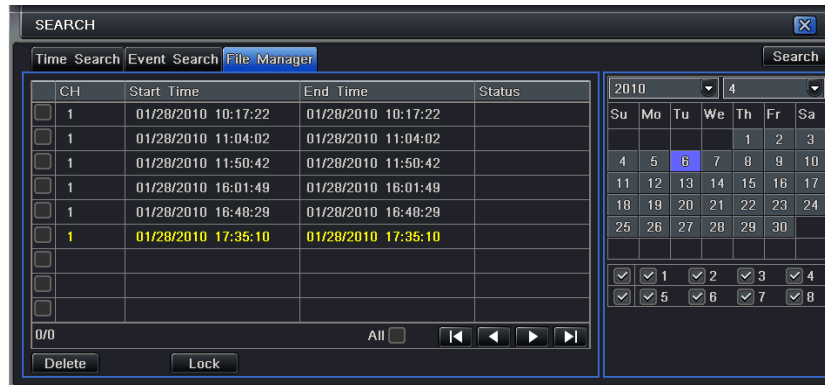 SEARCH
Time Search Event Search File Manager Search
CH Start Time End Time Status
1 01/28/2010 10:17:22 01/28/2010 10:17:22
1 01/28/2010 11:04:02 01/28/2010 11:04:02
1 01/28/2010 11:50:42 01/28/2010 11:50:42
1 01/28/2010 16:01:49 01/28/2010 16:01:49
1 01/28/2010 16:48:29 01/28/2010 16:48:29
1 01/28/2010 17:35:10 01/28/2010 17:35:10
0/0 All
Delete Lock
2010 4
Su Mo Tu We Th Fr Sa
1 2 3
4 5 6 7 8 9 10
11 12 13 14 15 16 17
18 19 20 21 22 23 24
25 26 27 28 29 30
1 2 3 4
5 6 7 8